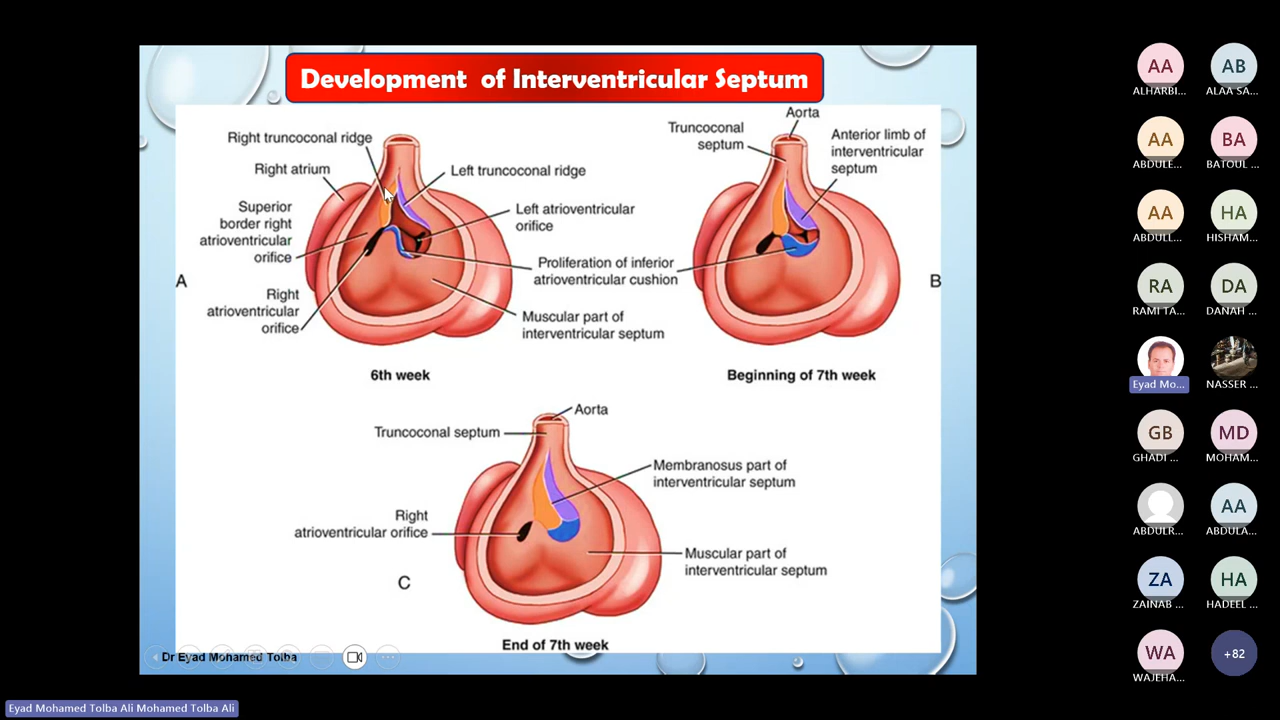 Development of Interventricular Septum
Right truncoconal ridge
Right atrium
Superior
border right
atrioventricular
orifice
Right
atrioventricular
orifice
Left truncoconal ridge
Left atrioventricular
orifice
Proliferation of inferior
atrioventricular cushion
Muscular part of
interventricular septum
A
6th week
Aorta
Truncoconal
septum
Anterior limb of
interventricular
septum
B
Beginning of 7th week
Aorta
Truncoconal septum
Membranosus part of
interventricular septum
Right
atrioventricular orifice
Muscular part of
interventricular septum
C
End of 7th week
Dr Eyad Mohamed Tolba
Eyad Mohamed Tolba Ali Mohamed Tolba Ali
AA
ALHARBI...
AB
ALAA SA...
AA
ABDULE...
BA
BATOUL ...
AA
ABDULL...
HA
HISHAM...
RA
RAMI TA...
DA
DANAH ...
Eyad Mo...
NASSER ...
GB
GHADI ...
MD
MOHAM...
ABDULR...
AA
ABDULA...
ZA
ZAINAB ...
HA
HADEEL ...
WA
WAJEHA...
+82